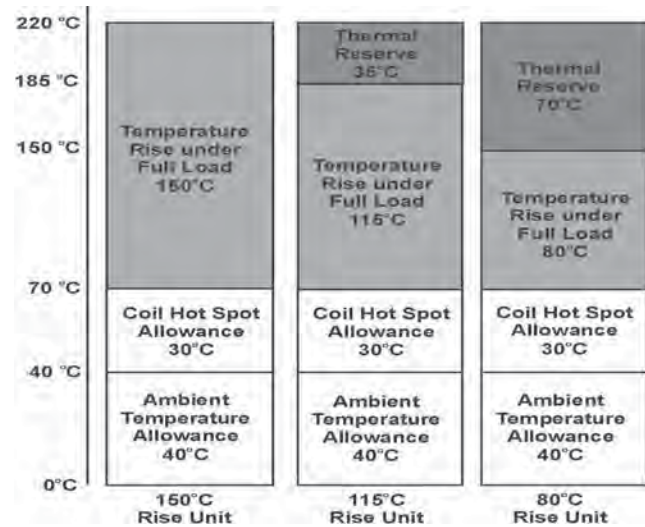 220 °C
185 °C
150 °C
70 °C
40 °C
0°C
Temperature
Rise under
Full Load
150°C
Coil Hot Spot
Allowance
30°C
Ambient
Temperature
Allowance
40°C
150°C
Rise Unit
Thermal
Reserve
35°C
Temperature
Rise under
Full Load
115°C
Coil Hot Spot
Allowance
30°C
Ambient
Temperature
Allowance
40°C
115°C
Rise Unit
Thermal
Reserve
70°C
Temperature
Rise under
Full Load
80°C
Coil Hot Spot
Allowance
30°C
Ambient
Temperature
Allowance
40°C
80°C
Rise Unit